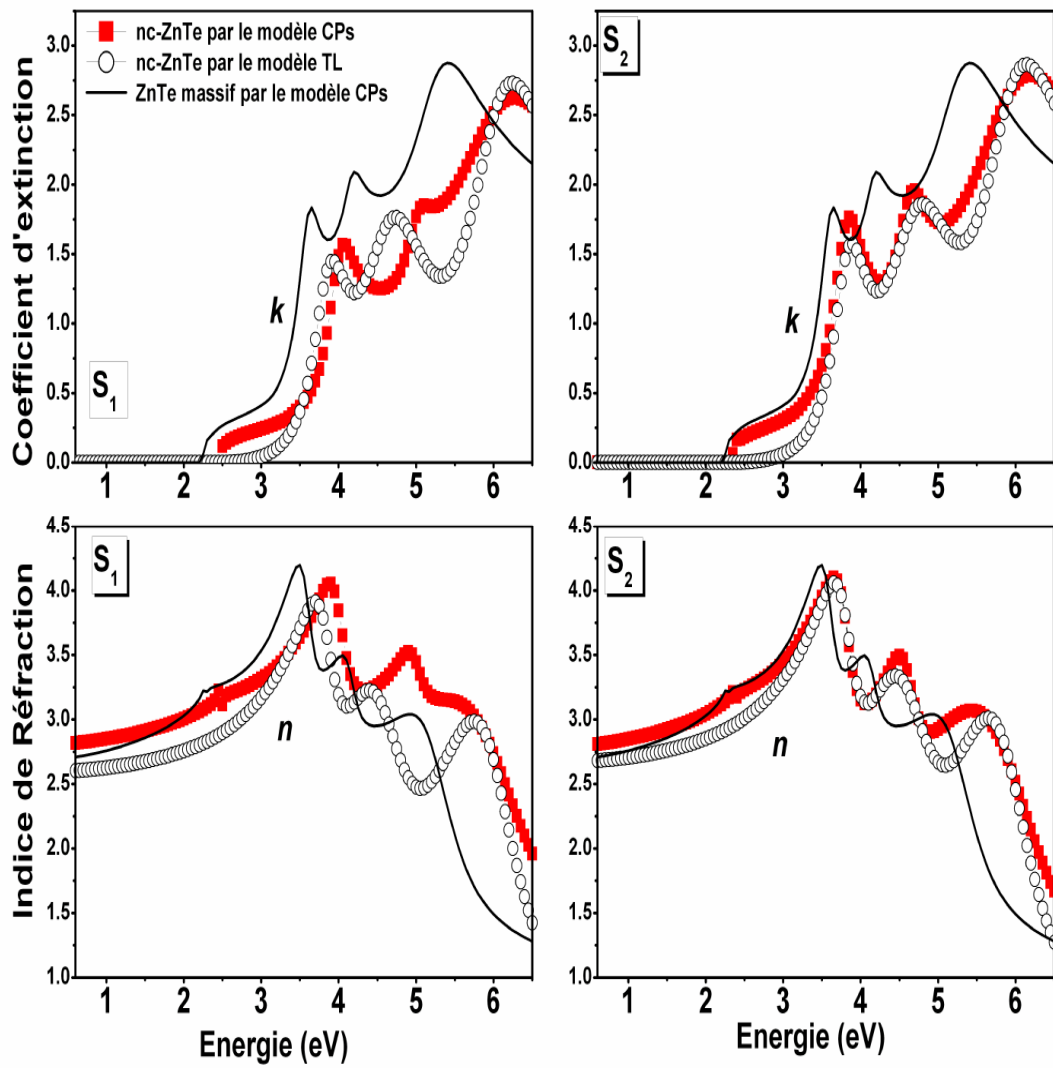 Coefficient d'extinction
3.0
2.5
2.0
1.5
1.0
0.5
0.0
nc-ZnTe par le modèle CPs
nc-ZnTe par le modèle TL
ZnTe massif par le modèle CPs
k
S1
1 2 3 4 5 6
3.0
2.5
2.0
1.5
1.0
0.5
0.0
S2
k
1 2 3 4 5 6
Indice de Réfraction
4.5
4.0
3.5
3.0
2.5
2.0
1.5
1.0
S1
n
1 2 3 4 5 6
Energie (eV)
4.5
4.0
3.5
3.0
2.5
2.0
1.5
1.0
S2
n
1 2 3 4 5 6
Energie (eV)